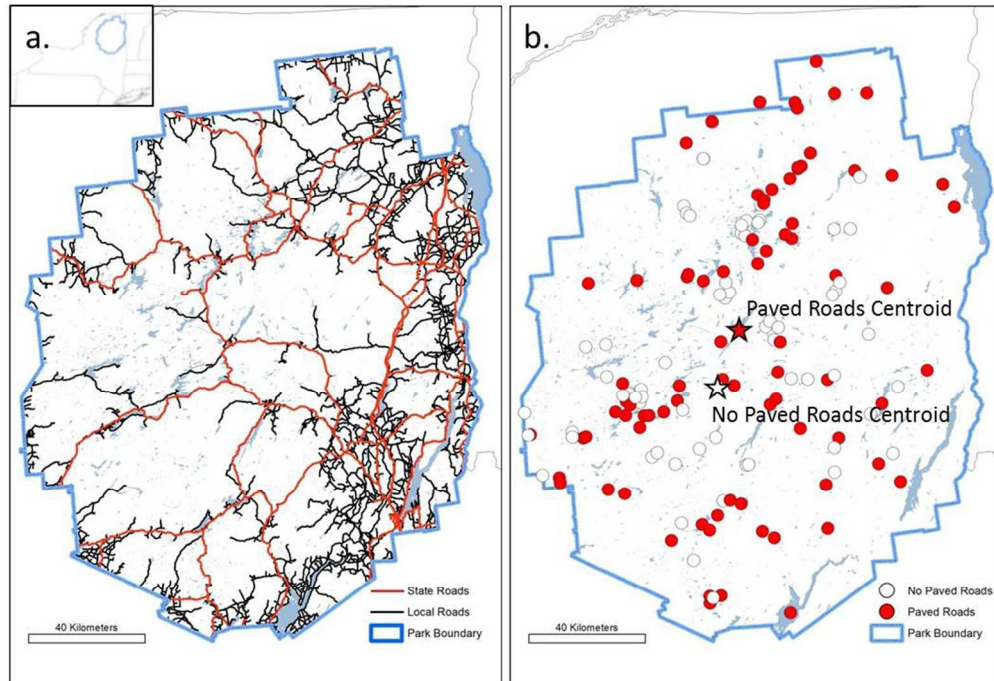 a.
State Roads
Local Roads
Park Boundary
40 Kilometers
b.
Paved Roads Centroid
No Paved Roads Centroid
No Paved Roads
Paved Roads
Park Boundary
40 Kilometers